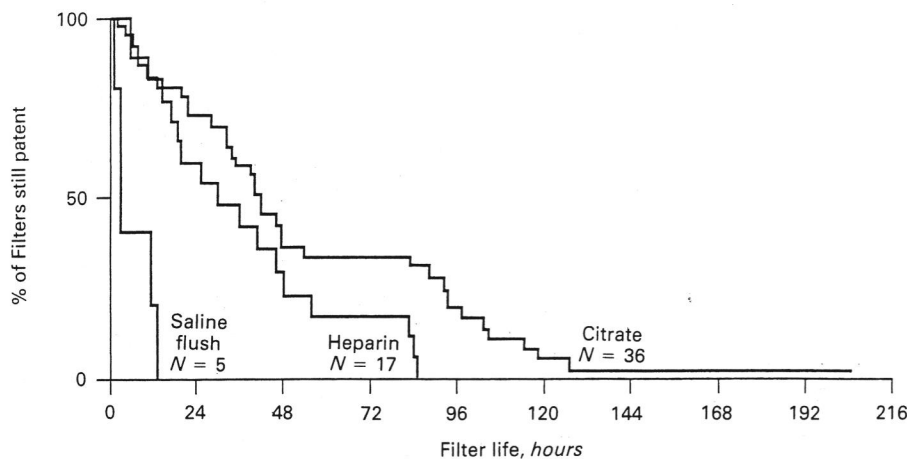 100
50
0
% of Filters still patent
Saline
flush
N = 5
Heparin
N = 17
Citrate
N = 36
0 24 48 72 96 120 144 168 192 216
Filter life, hours